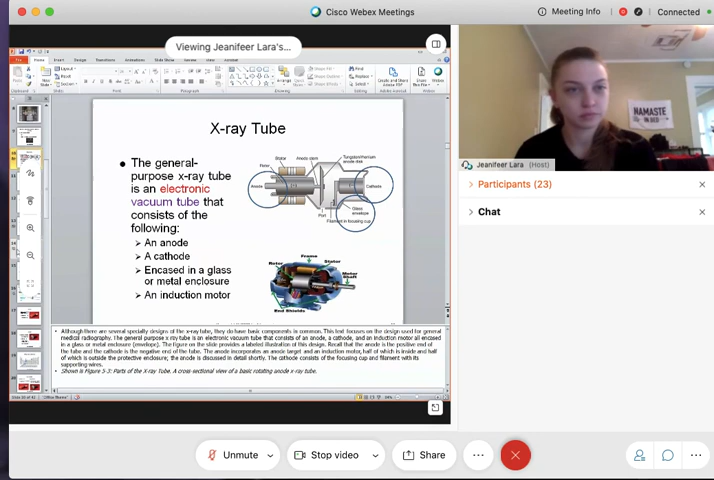 Cisco Webex Meetings
Meeting Info
Connected
Viewing Jeanifeer Lara's...
X-ray Tube
• The general-
purpose x-ray tube
is an electronic
vacuum tube that
consists of the
following:
➢ An anode
➢ A cathode
➢ Encased in a glass
or metal enclosure
➢ An induction motor
Rotor
Stator
Anode stem
Tungsten/rhenium
anode disk
Anode
Cathode
Port
Glass
envelope
Filament in focusing cup
Frame
Rotor
Stator
Motor
Shaft
End Shields
• Although there are several specialty designs of the x-ray tube, they do have basic components in common. This text focuses on the tube used for general
medical radiography. The general purpose x-ray tube is an electronic vacuum tube that consists of an anode, a cathode, and an induction motor all encased
in a glass or metal enclosure (envelope). The figure on the slide provides a labeled illustration of this design. Recall that the anode is the positive end of
the tube and the cathode is the negative end of the tube. The anode incorporates an anode target and an induction motor, half of which is inside and half
of which is outside the protective enclosure; the anode is discussed in detail shortly. The cathode consists of the focusing cup and filament with its
supporting wires.
• Shown is Figure 5-3: Parts of the X-ray Tube. A cross-sectional view of a basic rotating anode x-ray tube.
NAMASTE
IN BED
Jeanifeer Lara (Host)
Participants (23)
Chat
Unmute
Stop video
Share